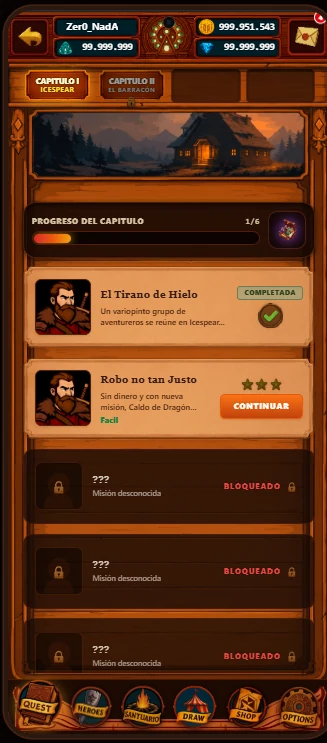 Zer0_NadA
999.951.543
99.999.999
99.999.999
CAPITULO I
ICESPEAR
CAPITULO II
EL BARRACÓN
PROGRESO DEL CAPITULO
1/6
El Tirano de Hielo
COMPLETADA
Un variopinto grupo de
aventureros se reúne en Icespear...
Robo no tan Justo
Sin dinero y con nueva
misión, Caldo de Dragón...
Facil
CONTINUAR
???
Misión desconocida
BLOQUEADO
???
Misión desconocida
BLOQUEADO
???
Misión desconocida
BLOQUEADO
QUEST
HEROES
SANTUARIO
DRAW
SHOP
OPTIONS